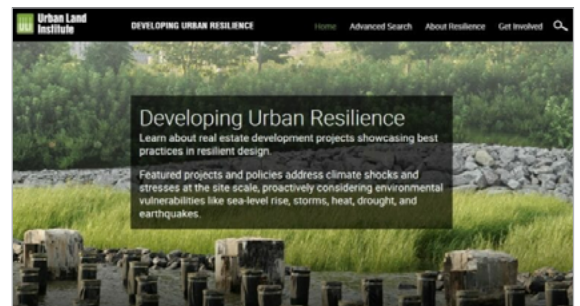 Urban Land
Institute
ULI
DEVELOPING URBAN RESILIENCE
Home Advanced Search About Resilience Get Involved
Developing Urban Resilience
Learn about real estate development projects showcasing best
practices in resilient design.
Featured projects and policies address climate shocks and
stresses at the site scale, proactively considering environmental
vulnerabilities like sea-level rise, storms, heat, drought, and
earthquakes.